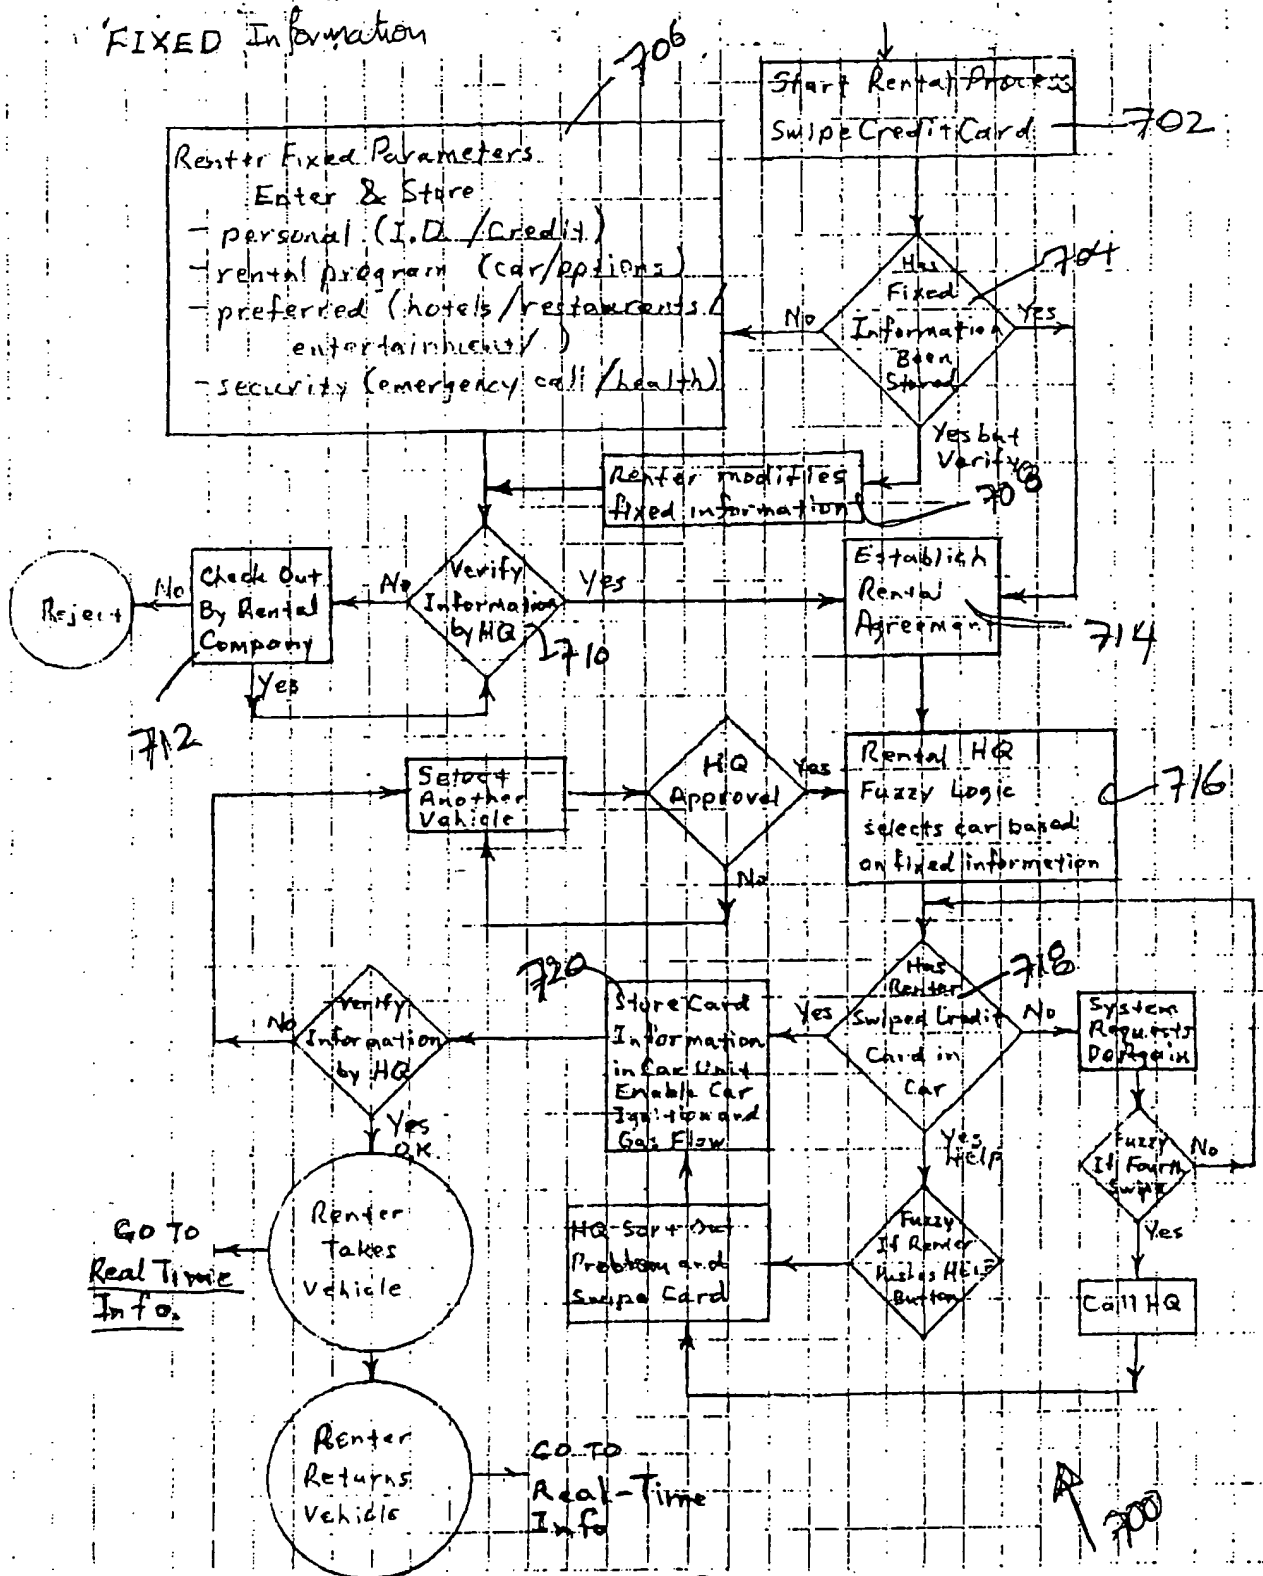 FIXED Information
706
Start Rental Process
Swipe Credit Card
702
Renter Fixed Parameters
Enter & Store
- personal (I.D. /Credit)
- rental program (car/options)
- preferred (hotels/restaurents/
entertainment/ )
- security (emergency call/health)
Has
Fixed
Information
Been
Stored
704
No
Yes
Yes but
Verify
Renter modifies
fixed information
708
Reject
No
Check Out
By Rental
Company
No
Verify
Information
by HQ
Yes
710
Establish
Rental
Agreement
714
Yes
712
Select
Another
Vehicle
HQ
Approval
Yes
No
Rental HQ
Fuzzy Logic
selects car based
on fixed information
716
720
Store Card
Information
in Car Unit
Enable Car
Ignition and
Gas Flow
Yes
Has
Renter
Swiped Credit
Card in
Car
718
No
System
Requests
Do Again
No
Verify
Information
by HQ
Yes
O.K.
Yes
HELP
Fuzzy
If Fourth
Swipe
No
Yes
Call HQ
Fuzzy
If Renter
Pushes HELP
Button
HQ Sort Out
Problem and
Swipe Card
Renter
Takes
Vehicle
GO TO
Real Time
Info.
Renter
Returns
Vehicle
GO TO
Real-Time
Info
700